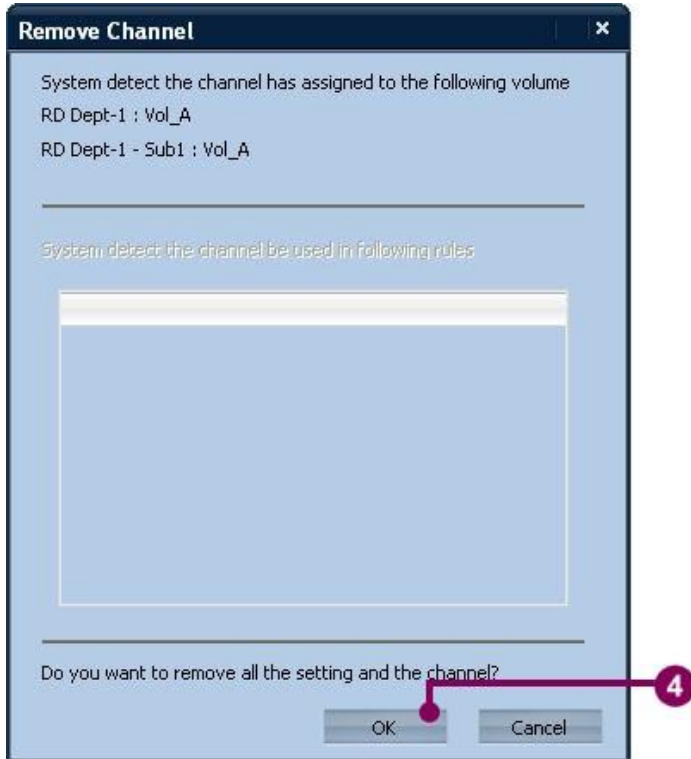 Remove Channel
System detect the channel has assigned to the following volume
RD Dept-1 : Vol_A
RD Dept-1 - Sub1 : Vol_A
System detect the channel be used in following rules
Do you want to remove all the setting and the channel?
4
OK Cancel